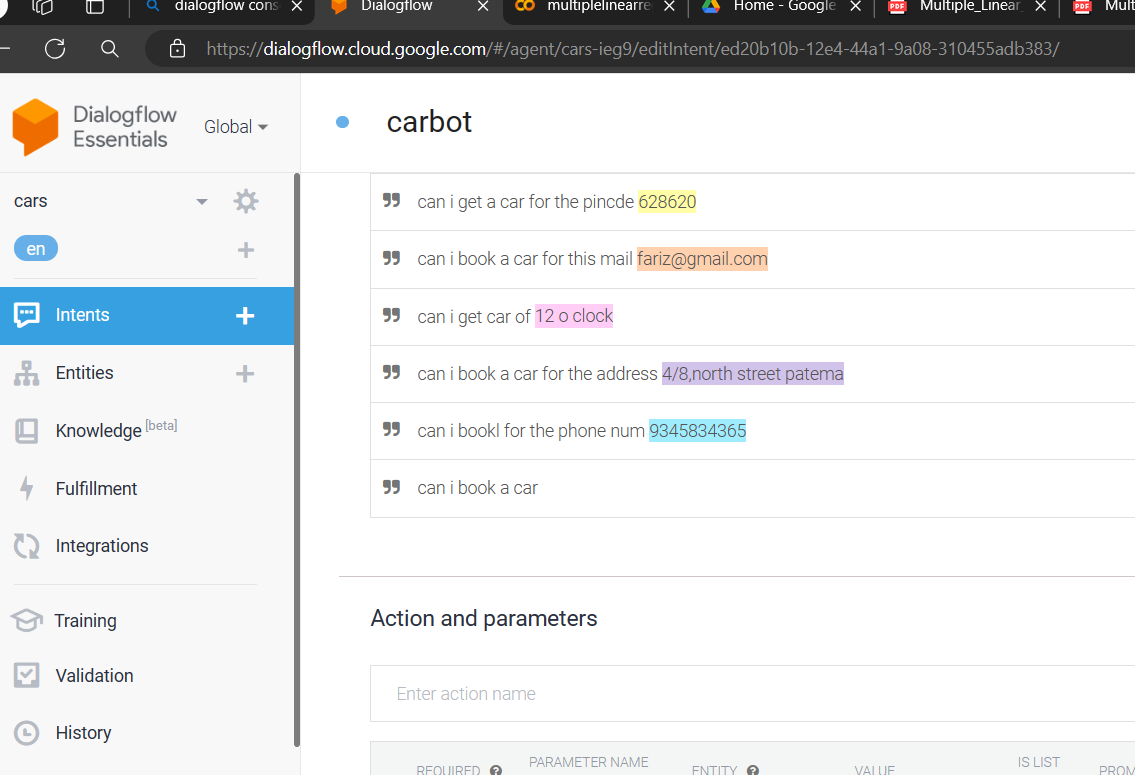 dialogflow cons
Dialogflow
multiplelinearre
Home - Google
Multiple_Linear
Mult
https://dialogflow.cloud.google.com/#/agent/cars-ieg9/editIntent/ed20b10b-12e4-44a1-9a08-310455adb383/
Dialogflow
Essentials
Global
carbot
cars
en
Intents
Entities
Knowledge [beta]
Fulfillment
Integrations
Training
Validation
History
can i get a car for the pincde 628620
can i book a car for this mail fariz@gmail.com
can i get car of 12 o clock
can i book a car for the address 4/8,north street patema
can i bookl for the phone num 9345834365
can i book a car
Action and parameters
Enter action name
REQUIRED
PARAMETER NAME
ENTITY
VALUE
IS LIST
PROM